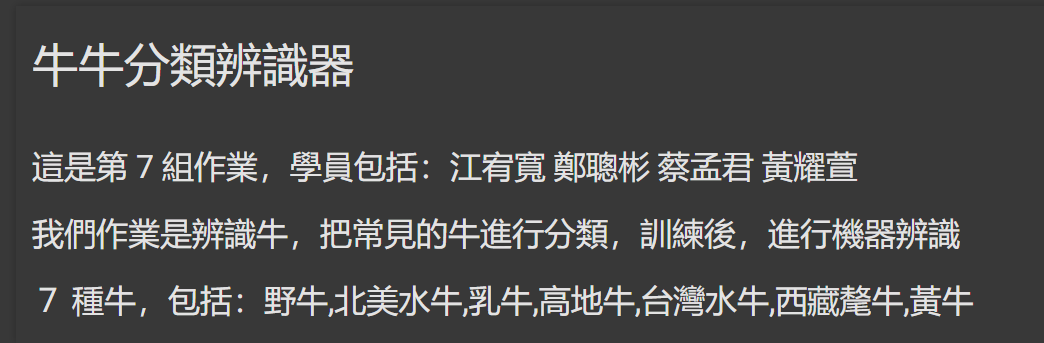 牛牛分類辨識器
這是第 7 組作業，學員包括：江宥寬 鄭聰彬 蔡孟君 黃耀萱
我們作業是辨識牛，把常見的牛進行分類，訓練後，進行機器辨識
7 種牛，包括：野牛,北美水牛,乳牛,高地牛,台灣水牛,西藏氂牛,黃牛